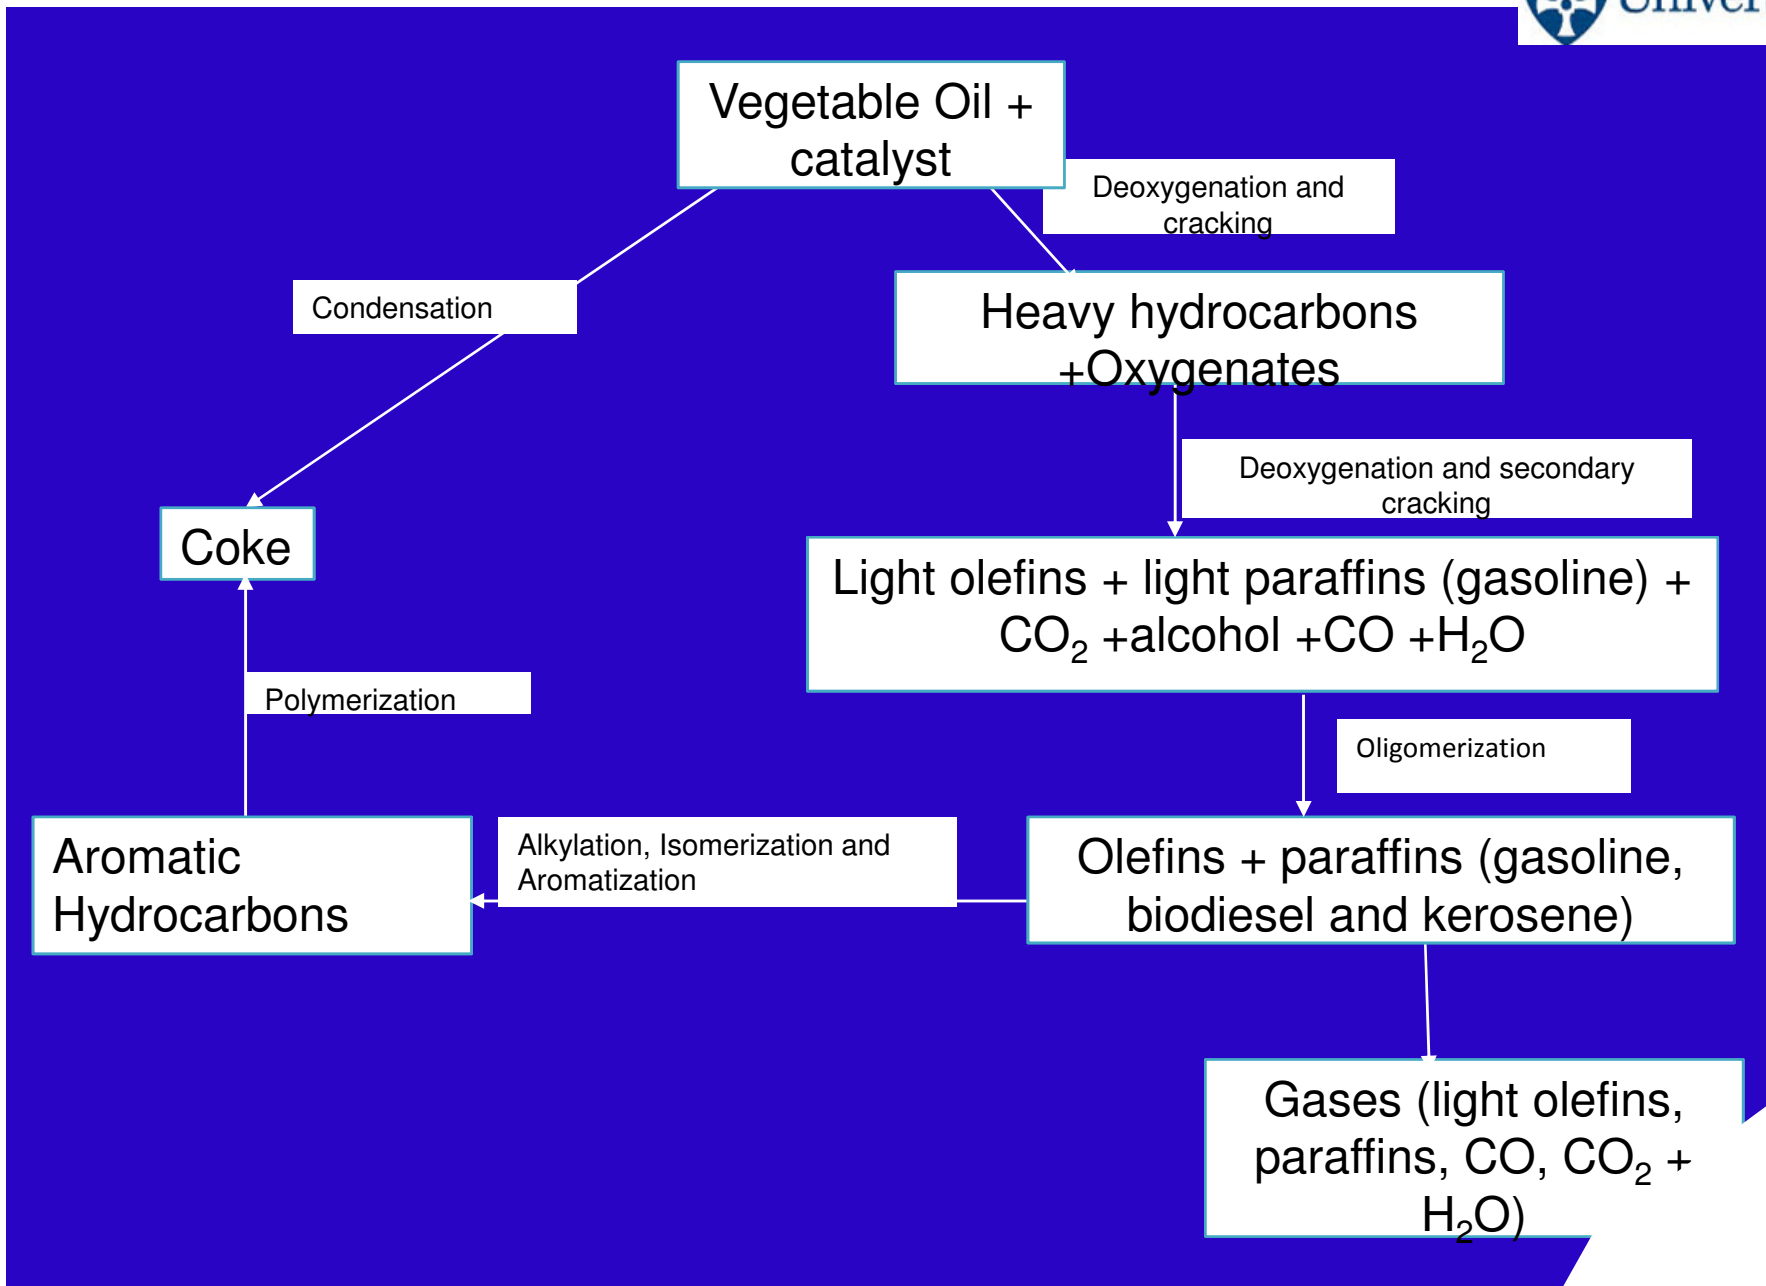 Vegetable Oil +
catalyst
Deoxygenation and
cracking
Condensation
Heavy hydrocarbons
+Oxygenates
Deoxygenation and secondary
cracking
Coke
Light olefins + light paraffins (gasoline) +
CO₂ +alcohol +CO +H₂O
Polymerization
Oligomerization
Aromatic
Hydrocarbons
Alkylation, Isomerization and
Aromatization
Olefins + paraffins (gasoline,
biodiesel and kerosene)
Gases (light olefins,
paraffins, CO, CO₂ +
H₂O)